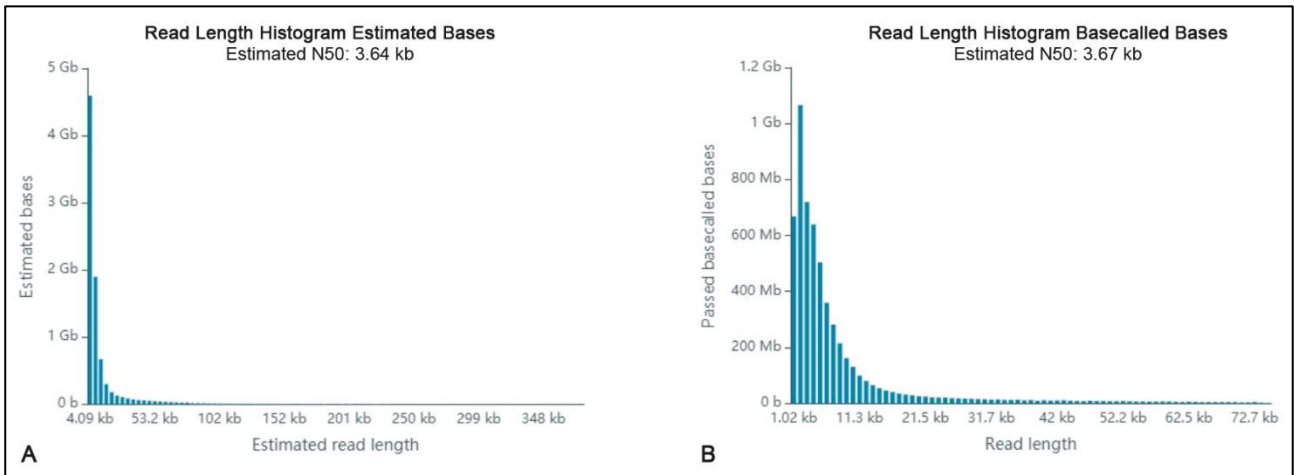 Read Length Histogram Estimated Bases
Estimated N50: 3.64 kb
5 Gb
4 Gb
3 Gb
2 Gb
1 Gb
0 b
Estimated bases
4.09 kb 53.2 kb 102 kb 152 kb 201 kb 250 kb 299 kb 348 kb
Estimated read length
A
Read Length Histogram Basecalled Bases
Estimated N50: 3.67 kb
1.2 Gb
1 Gb
800 Mb
600 Mb
400 Mb
200 Mb
0 b
Passed basecalled bases
1.02 kb 11.3 kb 21.5 kb 31.7 kb 42 kb 52.2 kb 62.5 kb 72.7 kb
Read length
B